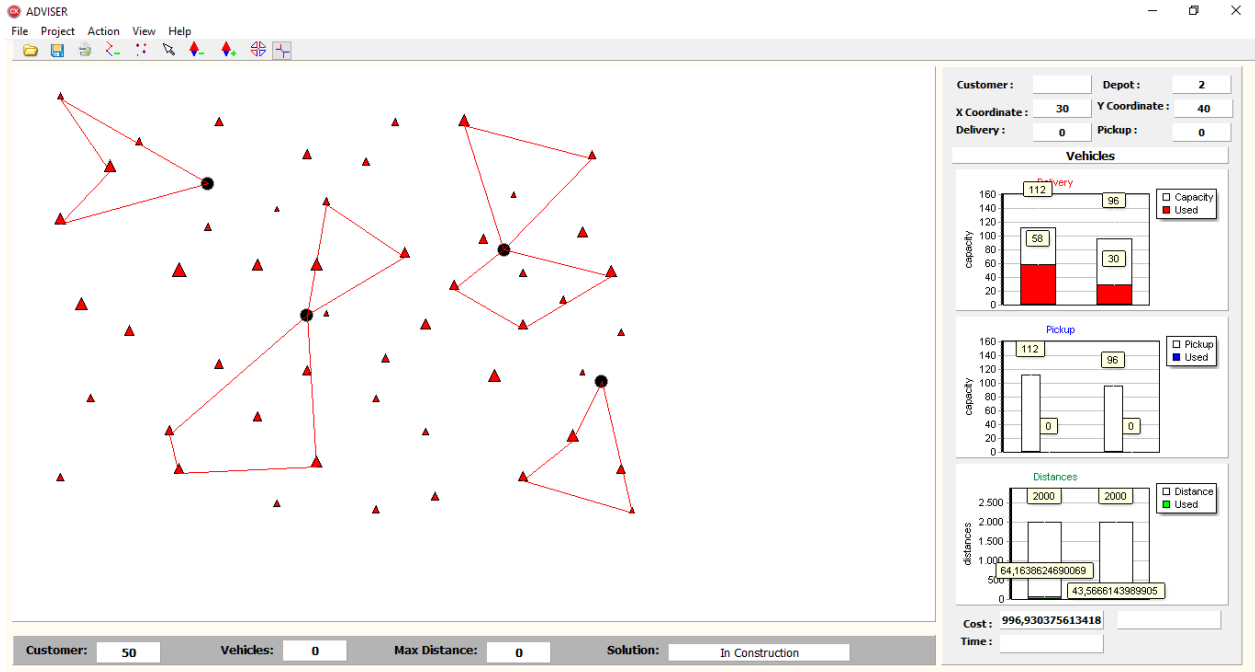 ADVISER
File Project Action View Help
Customer : Depot : 2
X Coordinate : 30 Y Coordinate : 40
Delivery : 0 Pickup : 0
Vehicles
Delivery
160
140
120
100
80
60
40
20
0
capacity
112
96
58
30
Capacity
Used
Pickup
160
140
120
100
80
60
40
20
0
capacity
112
96
0
0
Pickup
Used
Distances
2.500
2.000
1.500
1.000
500
0
distances
2000
2000
64,1638624690069
43,5666143989905
Distance
Used
Cost : 996,930375613418
Time :
Customer: 50 Vehicles: 0 Max Distance: 0 Solution: In Construction